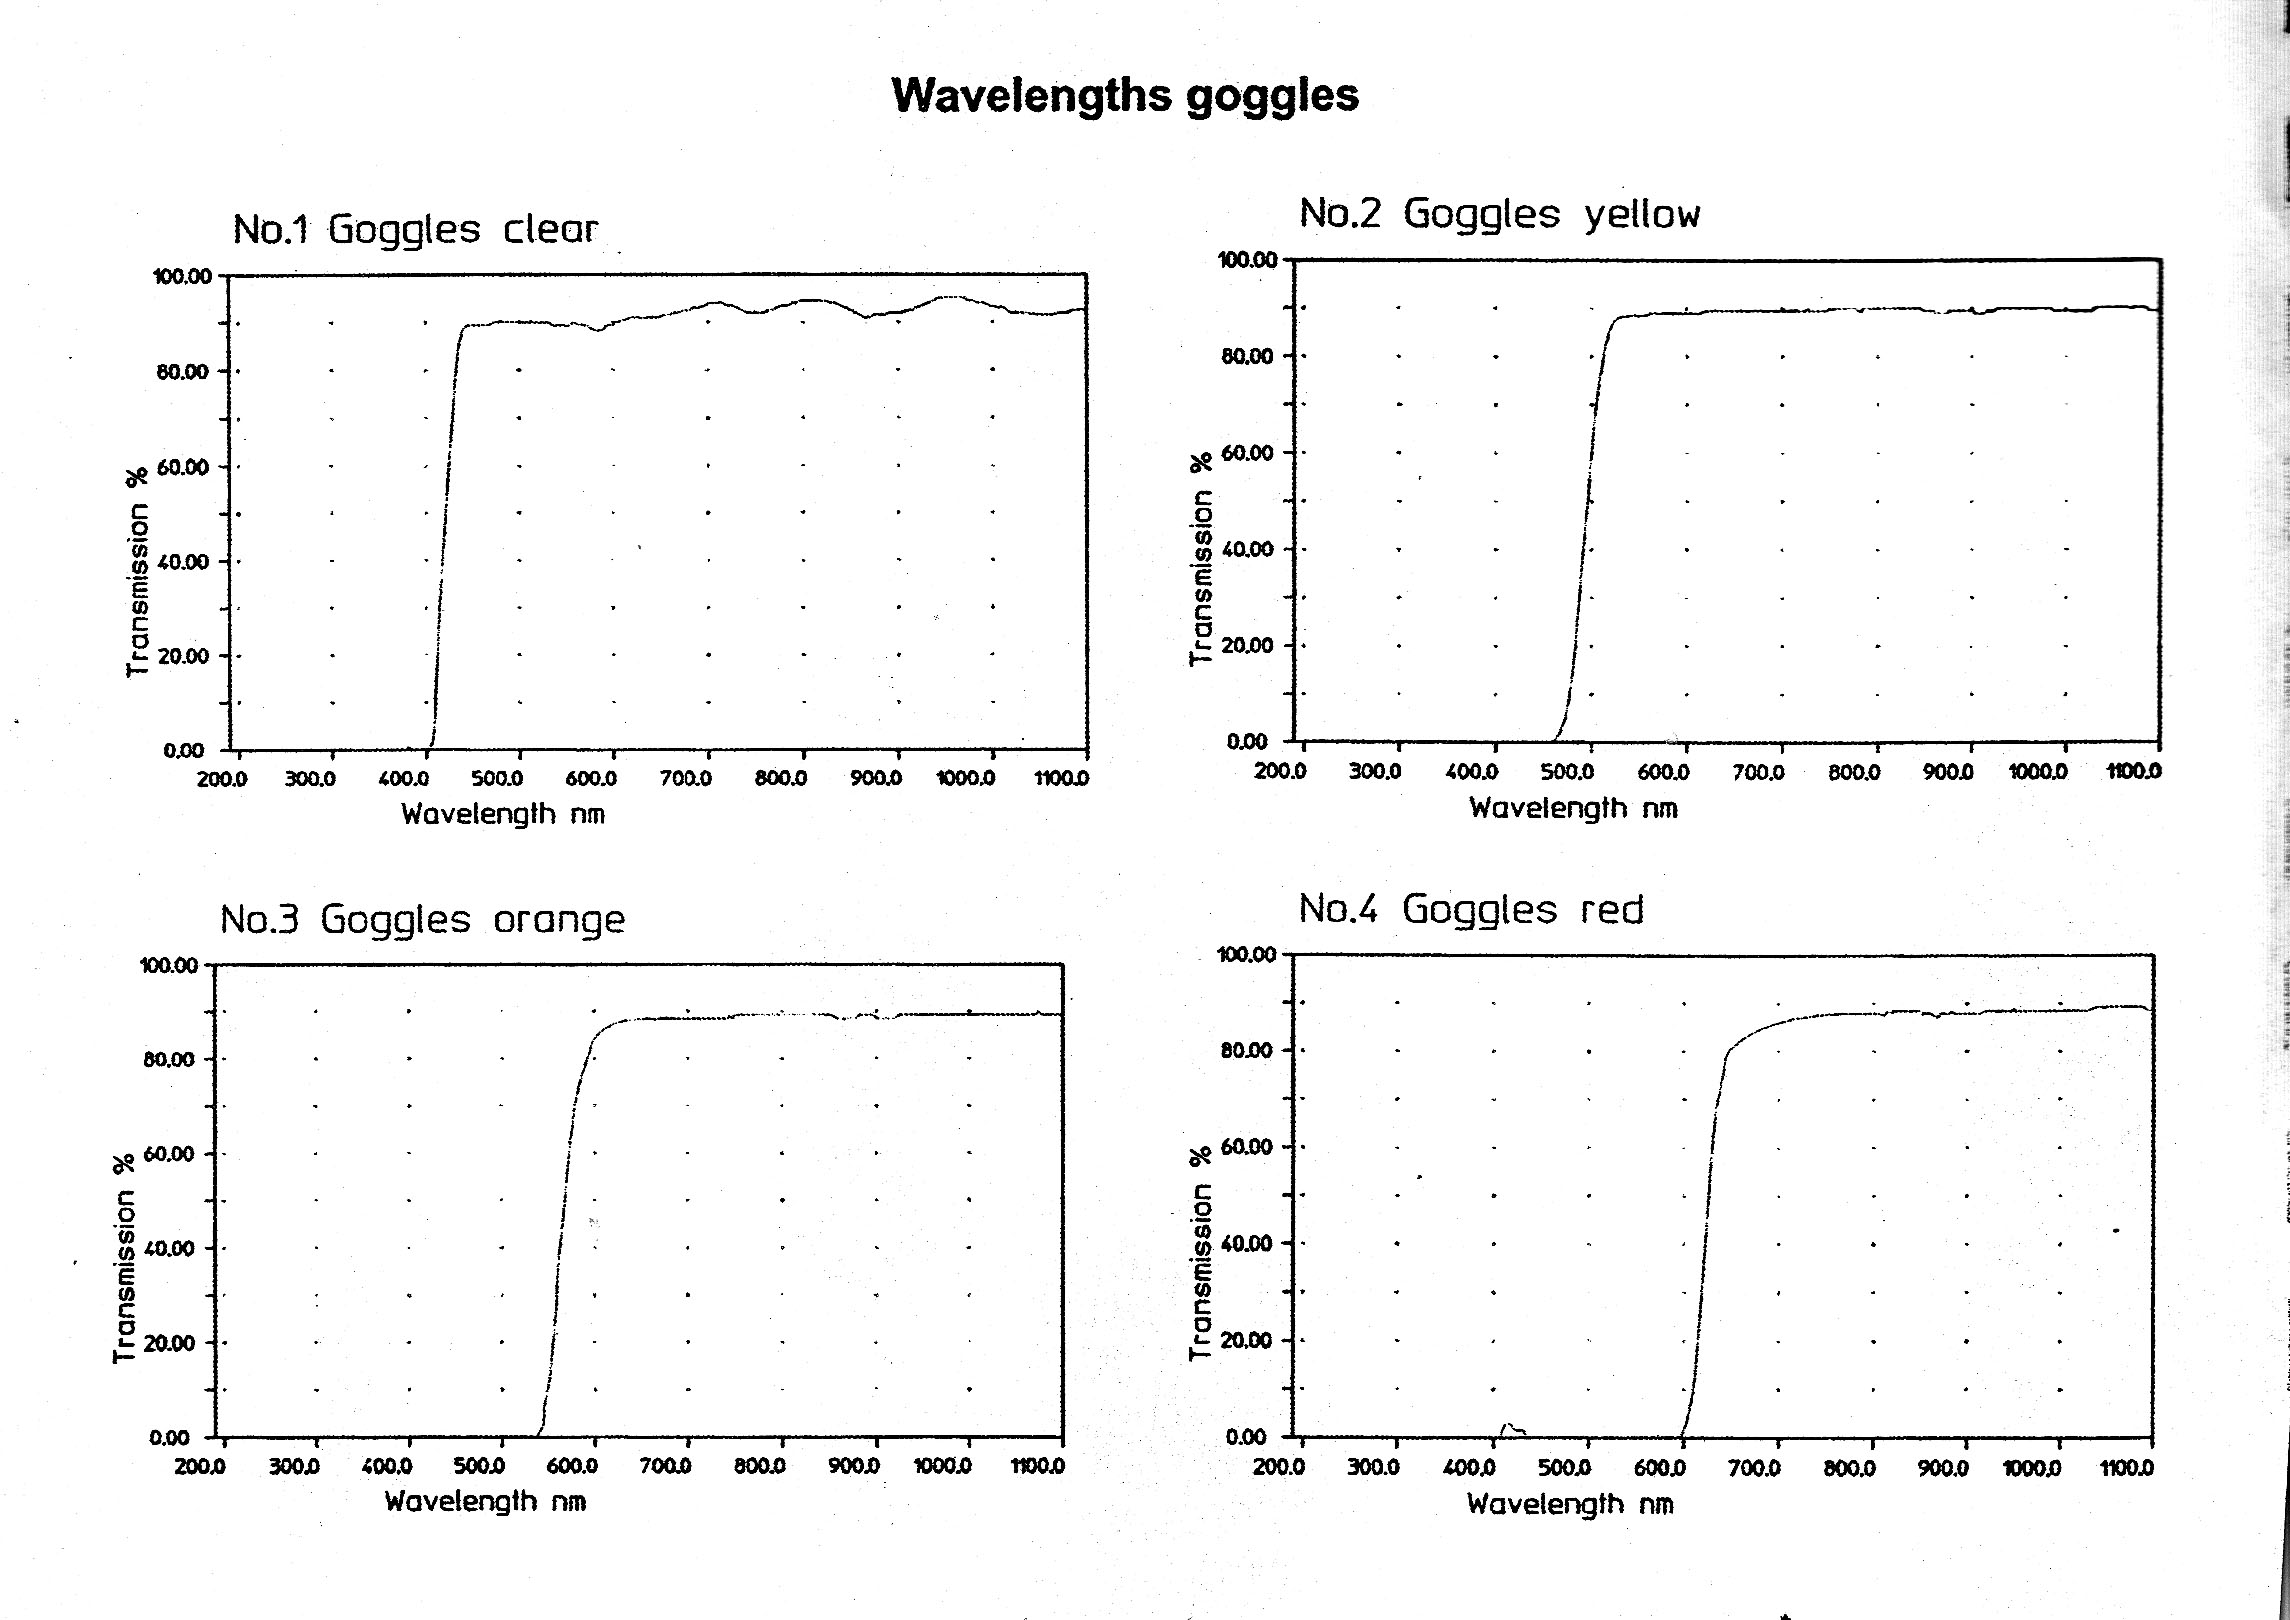 Wavelengths goggles
No.1 Goggles clear
100.00
80.00
60.00
40.00
20.00
0.00
Transmission %
200.0 300.0 400.0 500.0 600.0 700.0 800.0 900.0 1000.0 1100.0
Wavelength nm
No.2 Goggles yellow
100.00
80.00
60.00
40.00
20.00
0.00
Transmission %
200.0 300.0 400.0 500.0 600.0 700.0 800.0 900.0 1000.0 1100.0
Wavelength nm
No.3 Goggles orange
100.00
80.00
60.00
40.00
20.00
0.00
Transmission %
200.0 300.0 400.0 500.0 600.0 700.0 800.0 900.0 1000.0 1100.0
Wavelength nm
No.4 Goggles red
100.00
80.00
60.00
40.00
20.00
0.00
Transmission %
200.0 300.0 400.0 500.0 600.0 700.0 800.0 900.0 1000.0 1100.0
Wavelength nm